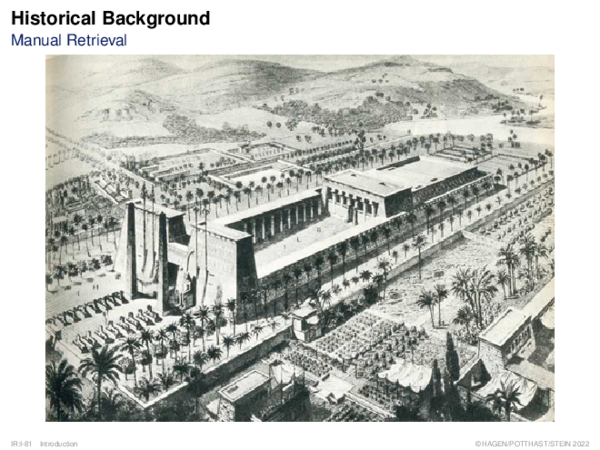 Historical Background
Manual Retrieval
IR:I-81 Introduction
©HAGEN/POTTHAST/STEIN 2022